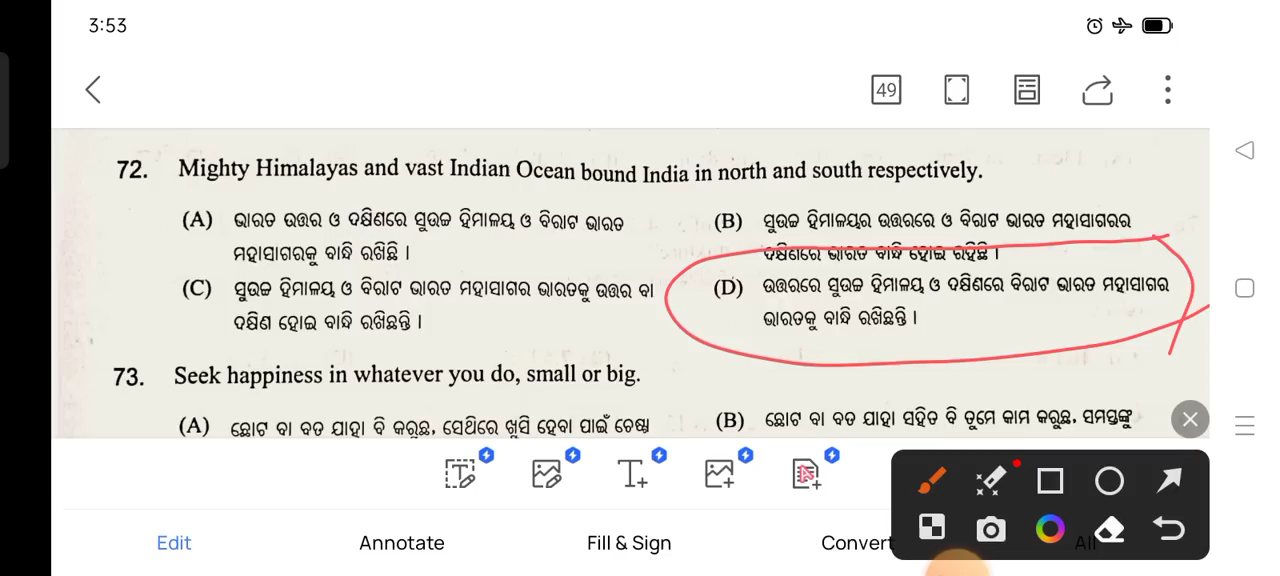 3:53
49
72. Mighty Himalayas and vast Indian Ocean bound India in north and south respectively.
(A) ଭାରତ ଉତ୍ତର ଓ ଦକ୍ଷିଣରେ ସୁଉଚ୍ଚ ହିମାଳୟ ଓ ବିରାଟ ଭାରତ
ମହାସାଗରକୁ ବାନ୍ଧି ରଖିଛି ।
(B) ସୁଉଚ୍ଚ ହିମାଳୟର ଉତ୍ତରରେ ଓ ବିରାଟ ଭାରତ ମହାସାଗରର
ଦକ୍ଷିଣରେ ଭାରତ ବାନ୍ଧି ହୋଇ ରହିଛି ।
(C) ସୁଉଚ୍ଚ ହିମାଳୟ ଓ ବିରାଟ ଭାରତ ମହାସାଗର ଭାରତକୁ ଉତ୍ତର ବା
ଦକ୍ଷିଣ ହୋଇ ବାନ୍ଧି ରଖିଛନ୍ତି ।
(D) ଉତ୍ତରରେ ସୁଉଚ୍ଚ ହିମାଳୟ ଓ ଦକ୍ଷିଣରେ ବିରାଟ ଭାରତ ମହାସାଗର
ଭାରତକୁ ବାନ୍ଧି ରଖିଛନ୍ତି ।
73. Seek happiness in whatever you do, small or big.
(A) ଛୋଟ ବା ବଡ ଯାହା ବି କରୁଛ, ସେଥିରେ ଖୁସି ହେବା ପାଇଁ ଚେଷ୍ଟା
(B) ଛୋଟ ବା ବଡ ଯାହା ସହିତ ବି ତୁମେ କାମ କରୁଛ, ସମସ୍ତଙ୍କୁ
Edit Annotate Fill & Sign Convert All